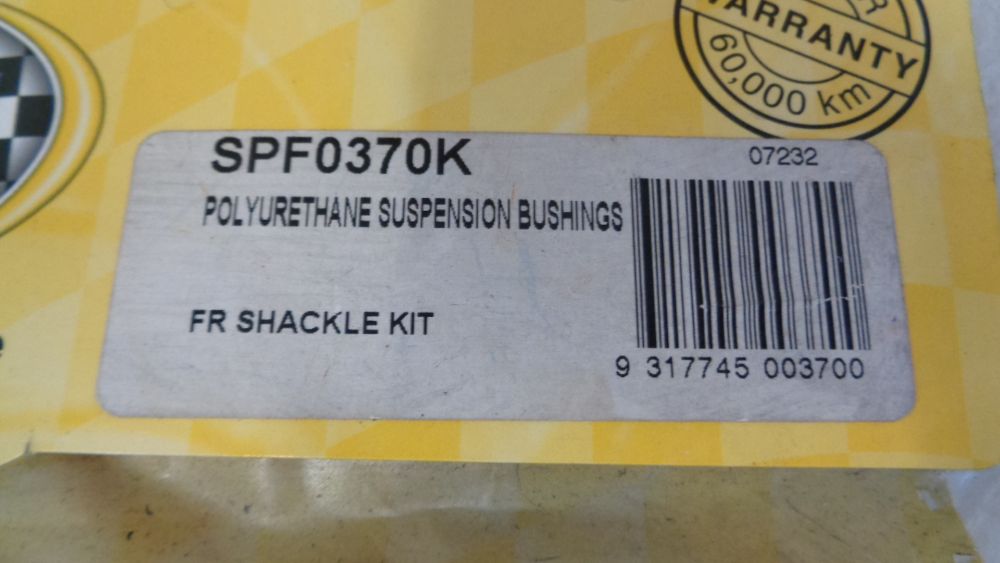 WARRANTY
60,000 km
SPF0370K
07232
POLYURETHANE SUSPENSION BUSHINGS
FR SHACKLE KIT
9 317745 003700